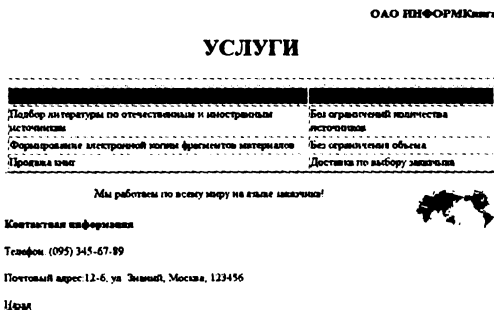 ОАО ИНФОРМКнига
УСЛУГИ
Подбор литературы по отечественным и иностранным
источникам
Без ограничений количества
источников
Формирование электронной копии фрагментов материалов
Без ограничения объема
Продажа книг
Доставка по выбору заказчика
Мы работаем по всему миру на языке заказчика!
Контактная информация
Телефон: (095) 345-67-89
Почтовый адрес:12-6, ул. Знаний, Москва, 123456
Назад